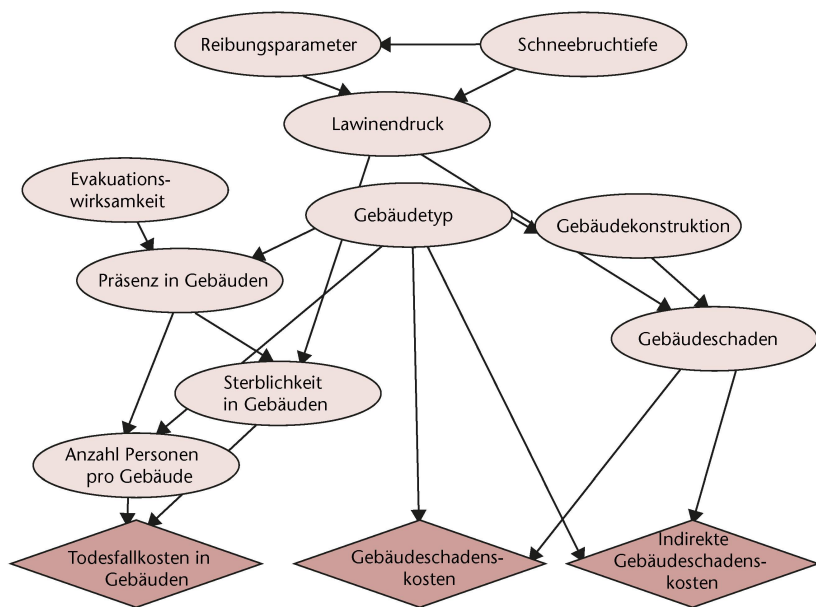 Reibungsparameter
Schneebruchtiefe
Lawinendruck
Evakuations-
wirksamkeit
Gebäudetyp
Gebäudekonstruktion
Präsenz in Gebäuden
Gebäudeschaden
Sterblichkeit
in Gebäuden
Anzahl Personen
pro Gebäude
Todesfallkosten in
Gebäuden
Gebäudeschadens-
kosten
Indirekte
Gebäudeschadens-
kosten